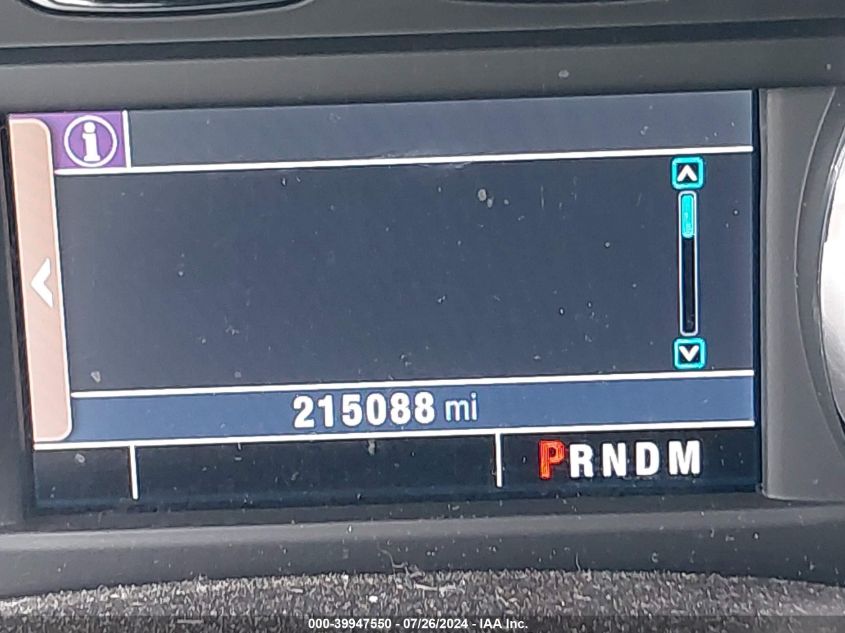 i
215088 mi
PRNDM
000-39947550 - 07/26/2024 - IAA Inc.